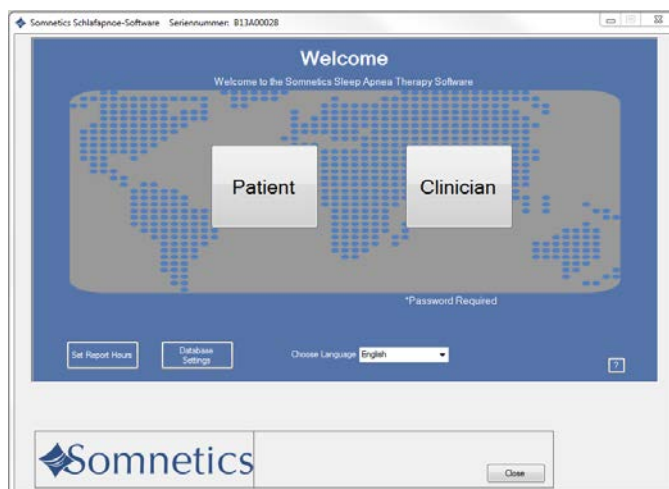 Somnetics Schlafapnoe-Software Seriennummer: B13A00028
Welcome
Welcome to the Somnetics Sleep Apnea Therapy Software
Patient
Clinician
*Password Required
Set Report Hours
Database
Settings
Choose Language English
?
Somnetics
Close